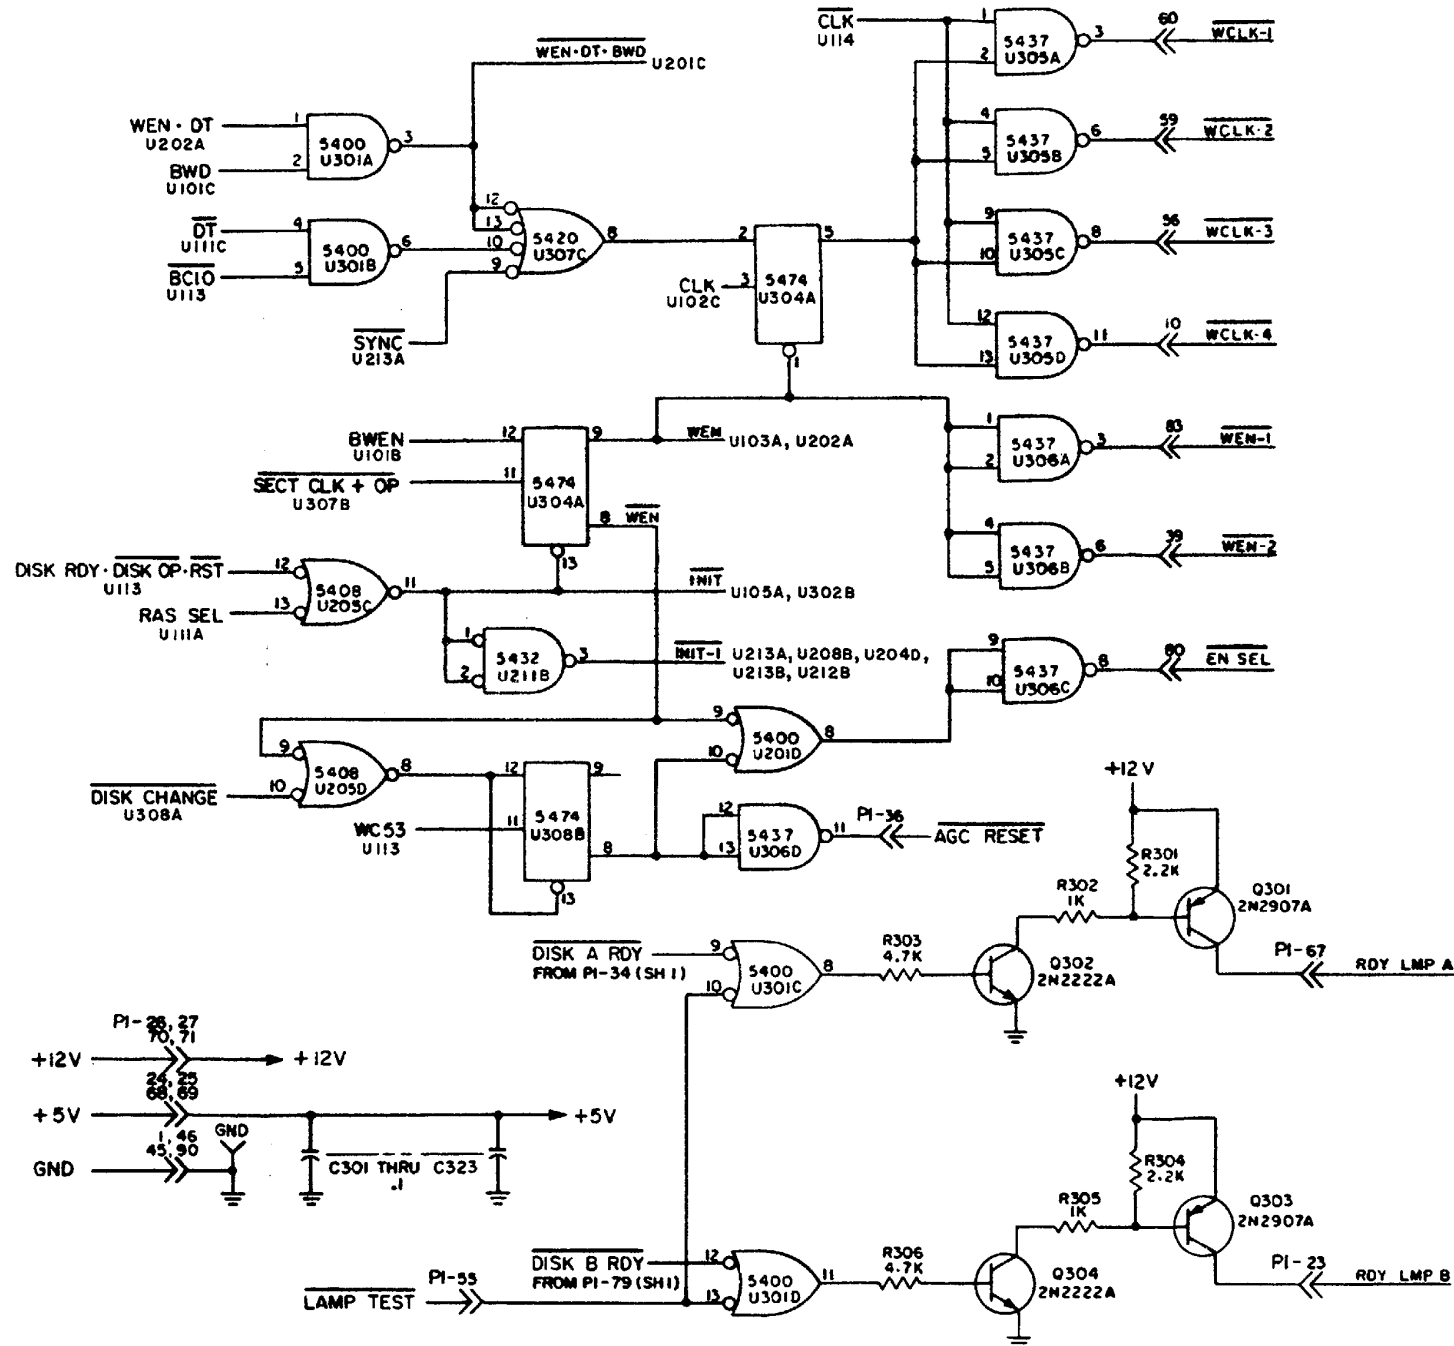 CLK
U114
1
2
5437
U305A
3
60
WCLK-1
WEN·DT·BWD
U201C
4
5
5437
U305B
6
59
WCLK-2
WEN · DT
U202A
BWD
U101C
1
2
5400
U301A
3
DT
U111C
BC10
U113
4
5
5400
U301B
6
12
13
10
9
5420
U307C
8
SYNC
U213A
2
3
CLK
U102C
5474
U304A
5
1
9
10
5437
U305C
8
56
WCLK-3
12
13
5437
U305D
11
10
WCLK-4
BWEN
U101B
SECT CLK + OP
U307B
12
11
5474
U304A
9
8
13
WEN
U103A, U202A
WEN
1
2
5437
U306A
3
83
WEN-1
4
5
5437
U306B
6
39
WEN-2
DISK RDY·DISK OP·RST
U113
RAS SEL
U111A
12
13
5408
U205C
11
INIT
U105A, U302B
1
2
5432
U211B
3
INIT-1
U213A, U208B, U204D,
U213B, U212B
9
10
5437
U306C
8
80
EN SEL
9
10
5400
U201D
8
DISK CHANGE
U308A
9
10
5408
U205D
8
WC53
U113
12
11
5474
U308B
9
8
13
12
13
5437
U306D
11
P1-36
AGC RESET
+12V
R301
2.2K
R302
1K
Q301
2N2907A
P1-67
RDY LMP A
DISK A RDY
FROM P1-34 (SH 1)
9
10
5400
U301C
8
R303
4.7K
Q302
2N2222A
P1-26, 27
70, 71
+12V
+12V
24, 25
68, 69
+5V
+5V
1, 46
45, 90
GND
GND
C301 THRU C323
.1
+12V
R304
2.2K
R305
1K
Q303
2N2907A
P1-23
RDY LMP B
DISK B RDY
FROM P1-79 (SH1)
P1-55
LAMP TEST
12
13
5400
U301D
11
R306
4.7K
Q304
2N2222A